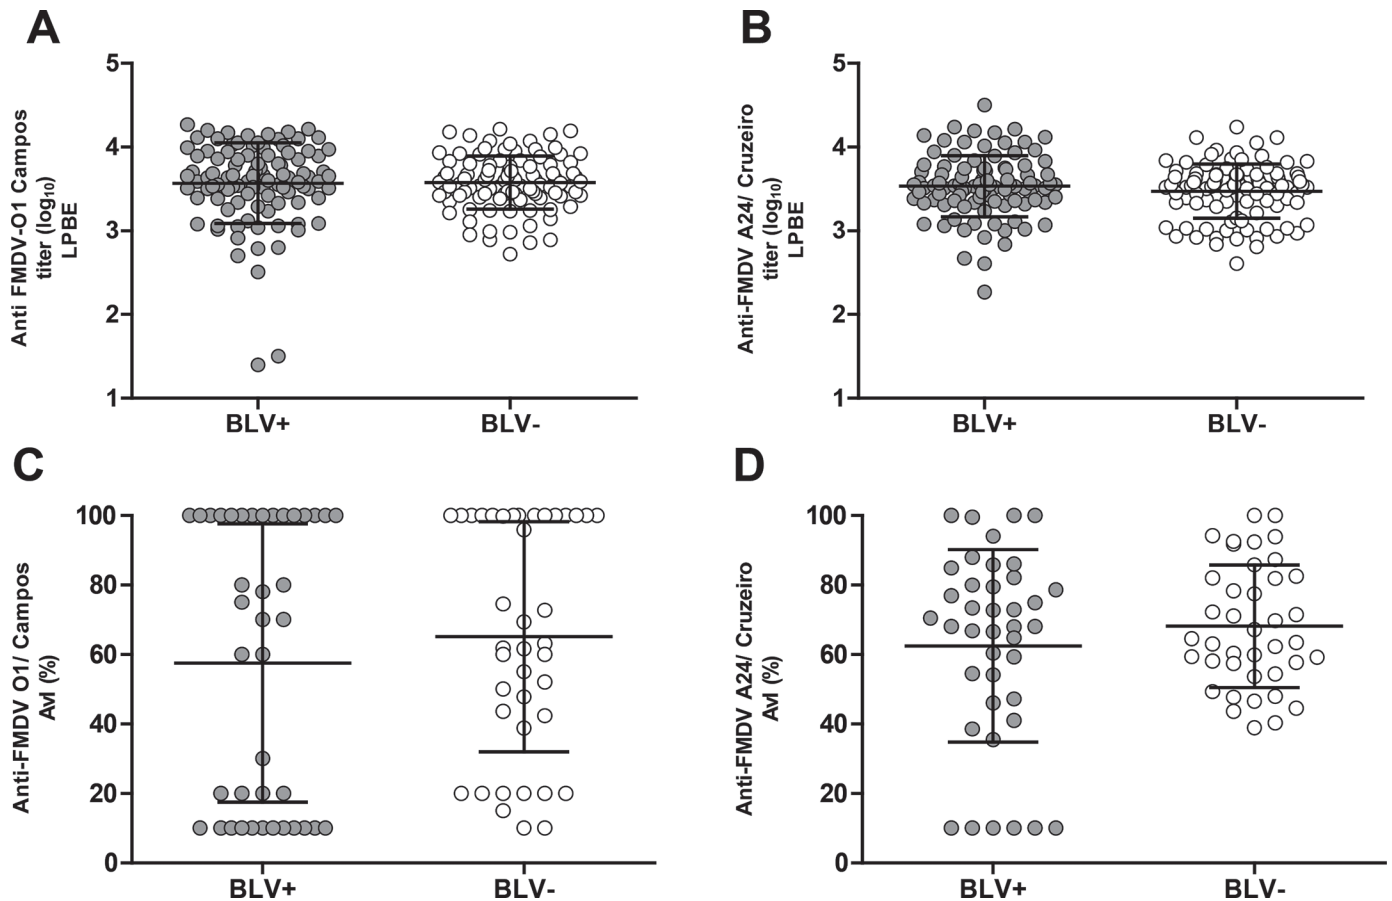 A
Anti FMDV-O1 Campos
titer (log10)
LPBE
5
4
3
2
1
BLV+ BLV-
B
Anti-FMDV A24/ Cruzeiro
titer (log10)
LPBE
5
4
3
2
1
BLV+ BLV-
C
Anti-FMDV O1/ Campos
AvI (%)
100
80
60
40
20
0
BLV+ BLV-
D
Anti-FMDV A24/ Cruzeiro
AvI (%)
100
80
60
40
20
0
BLV+ BLV-